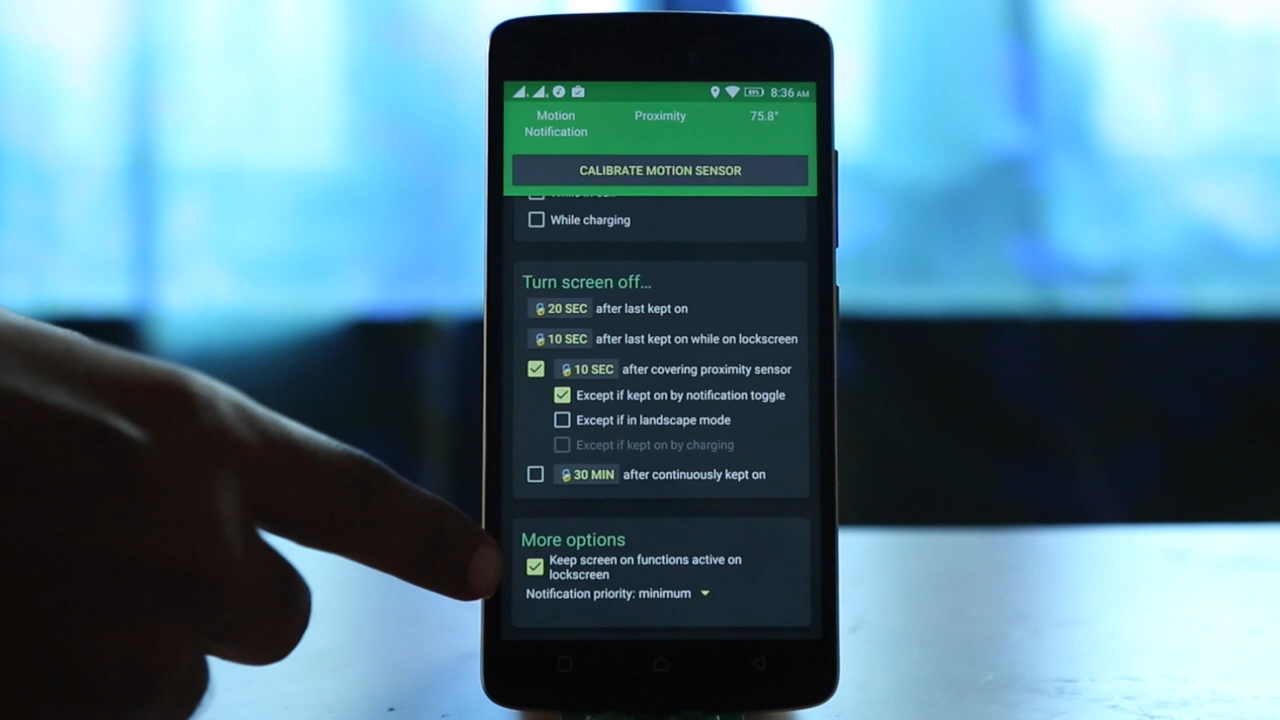 8:36 AM
Motion Proximity 75.8°
Notification
CALIBRATE MOTION SENSOR
While charging
Turn screen off...
20 SEC after last kept on
10 SEC after last kept on while on lockscreen
10 SEC after covering proximity sensor
Except if kept on by notification toggle
Except if in landscape mode
Except if kept on by charging
30 MIN after continuously kept on
More options
Keep screen on functions active on
lockscreen
Notification priority: minimum